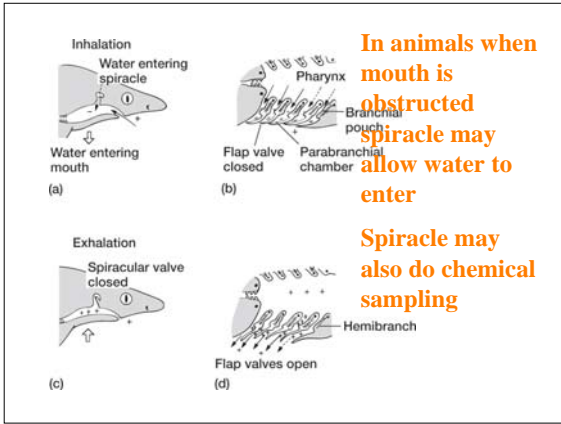 Inhalation
Water entering
spiracle
Water entering
mouth
(a)
Pharynx
Branchial
pouch
Flap valve
closed
Parabranchial
chamber
(b)
In animals when
mouth is
obstructed
spiracle may
allow water to
enter
Spiracle may
also do chemical
sampling
Exhalation
Spiracular valve
closed
(c)
Hemibranch
Flap valves open
(d)